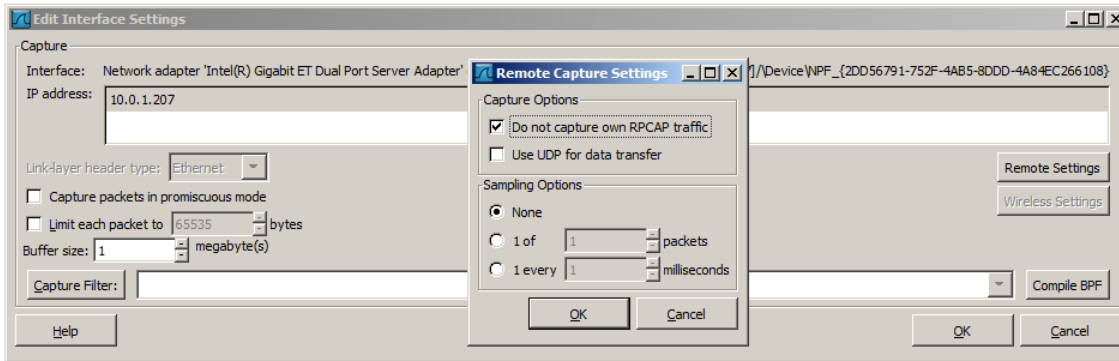 Edit Interface Settings
Capture
Interface: Network adapter 'Intel(R) Gigabit ET Dual Port Server Adapter' ]/\Device\NPF_{2DD56791-752F-4AB5-8DDD-4A84EC266108}
IP address: 10.0.1.207
Link-layer header type: Ethernet
Capture packets in promiscuous mode
Limit each packet to 65535 bytes
Buffer size: 1 megabyte(s)
Capture Filter:
Help
Remote Capture Settings
Capture Options
Do not capture own RPCAP traffic
Use UDP for data transfer
Sampling Options
None
1 of 1 packets
1 every 1 milliseconds
OK Cancel
Remote Settings
Wireless Settings
Compile BPF
OK Cancel